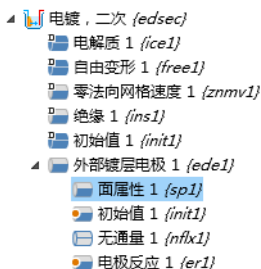 电镀，二次 {edsec}
电解质 1 {ice1}
自由变形 1 {free1}
零法向网格速度 1 {znmv1}
绝缘 1 {ins1}
初始值 1 {init1}
外部镀层电极 1 {ede1}
面属性 1 {sp1}
初始值 1 {init1}
无通量 1 {nflx1}
电极反应 1 {er1}